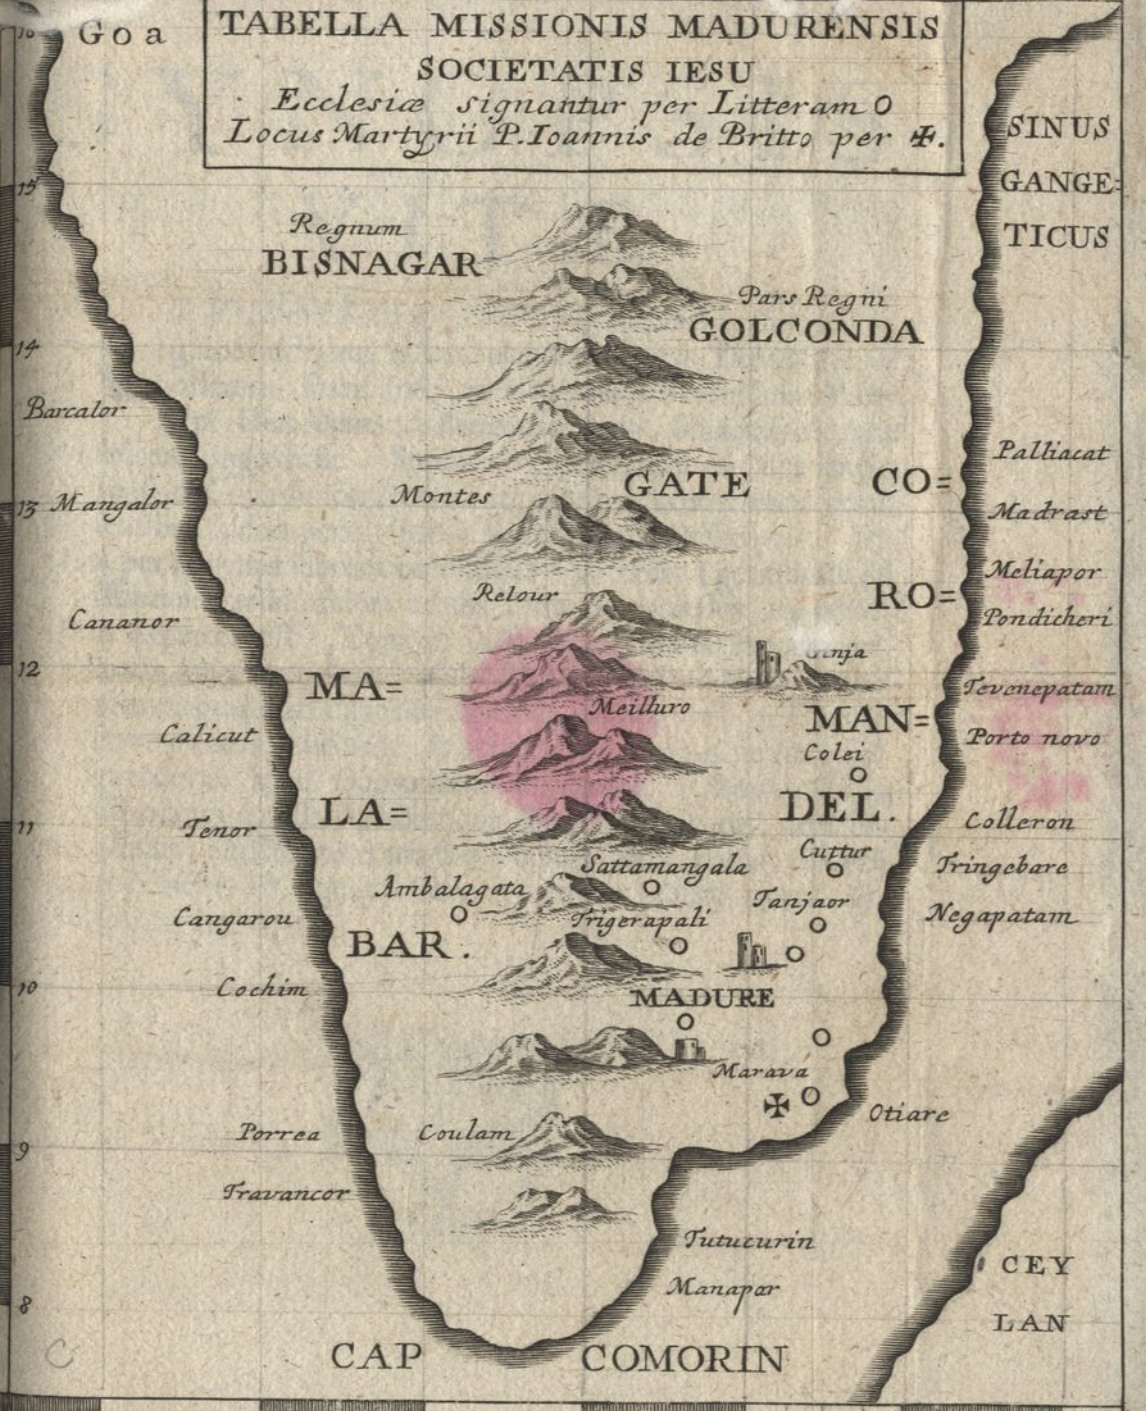 16
Goa
TABELLA MISSIONIS MADURENSIS
SOCIETATIS IESU
Ecclesiæ signantur per Litteram O
Locus Martyrii P. Ioannis de Britto per ✠.
SINUS
GANGE=
TICUS
15
Regnum
BISNAGAR
Pars Regni
GOLCONDA
14
Barcalor
Palliacat
GATE
CO=
Montes
13
Mangalor
Madrast
Meliapor
Relour
RO=
Pondicheri
Cananor
Ginja
12
MA=
Tevenepatam
Meilluro
MAN=
Calicut
Porto novo
Colei
LA=
DEL.
11
Tenor
Colleron
Cuttur
Sattamangala
Tringebare
Ambalagata
Tanjaor
Cangarou
Trigerapali
Negapatam
BAR.
10
Cochim
MADURE
Marava
✠
Otiare
9
Porrea
Coulam
Travancor
Tutucurin
Manapar
CEY
LAN
8
C
CAP COMORIN